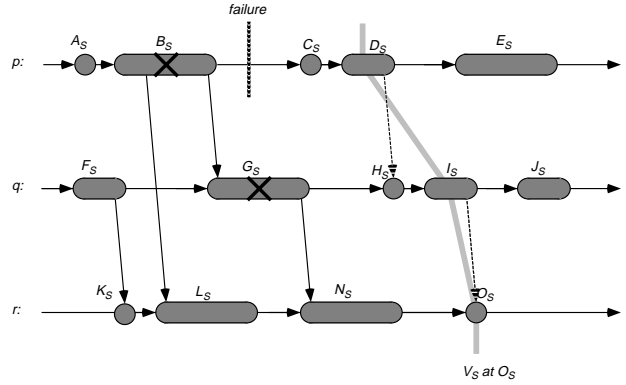 failure
A_S B_S C_S D_S E_S
p:
F_S G_S H_S I_S J_S
q:
K_S L_S N_S O_S
r:
V_S at O_S